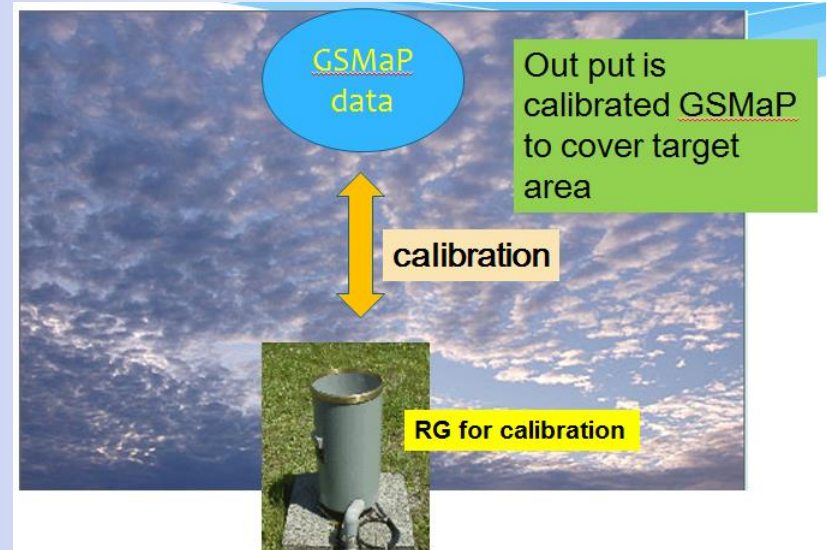 GSMaP
data
Out put is
calibrated GSMaP
to cover target
area
calibration
RG for calibration